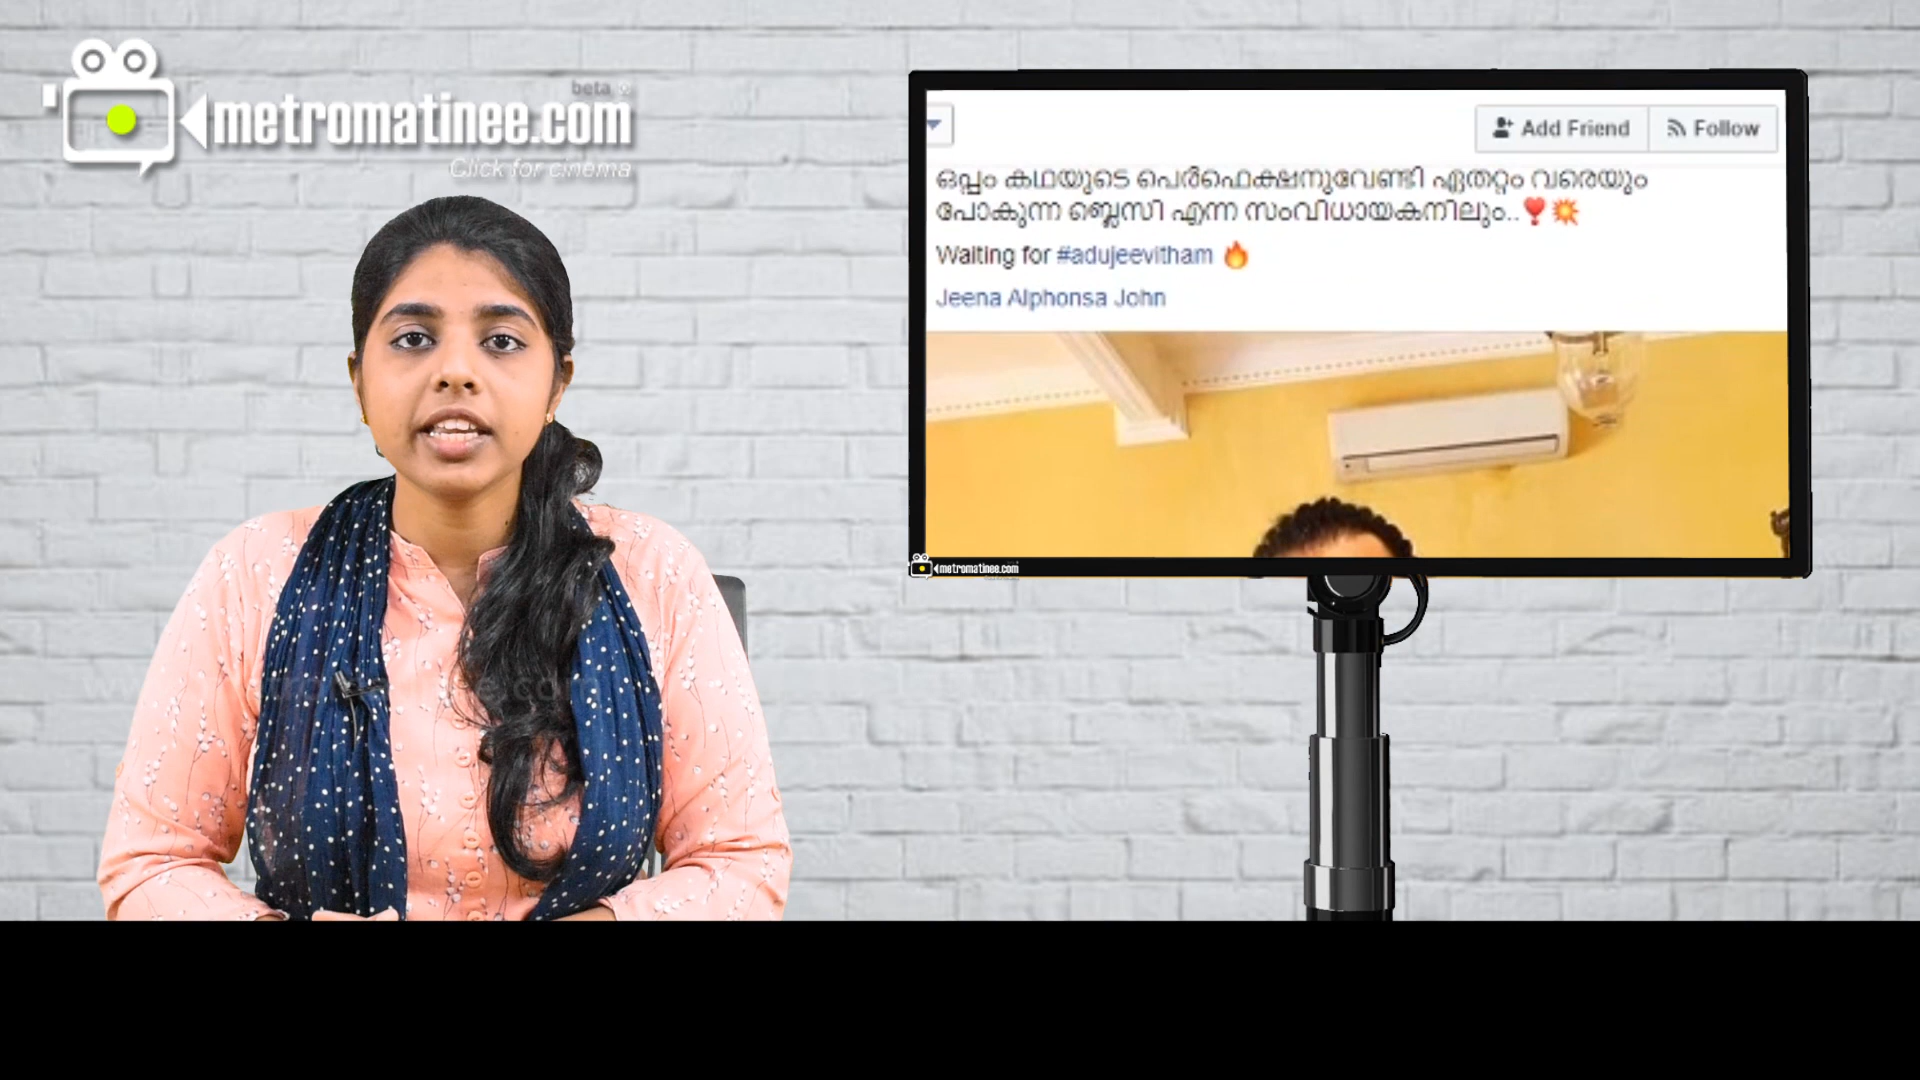 beta
metromatinee.com
Click for cinema
Add Friend
Follow
ഒപ്പം കഥയുടെ പെർഫെക്ഷനുവേണ്ടി ഏതറ്റം വരെയും
പോകുന്ന ബ്ലെസി എന്ന സംവിധായകനിലും..❣️💥
Waiting for #adujeevitham 🔥
Jeena Alphonsa John
metromatinee.com